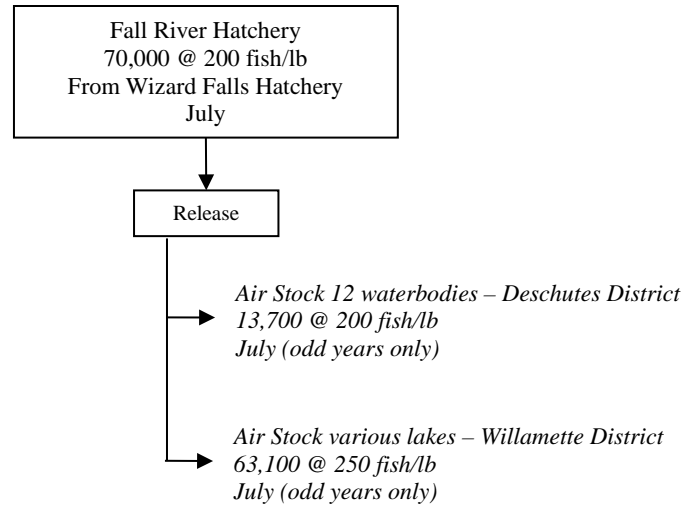 Fall River Hatchery
70,000 @ 200 fish/lb
From Wizard Falls Hatchery
July
Release
Air Stock 12 waterbodies – Deschutes District
13,700 @ 200 fish/lb
July (odd years only)
Air Stock various lakes – Willamette District
63,100 @ 250 fish/lb
July (odd years only)